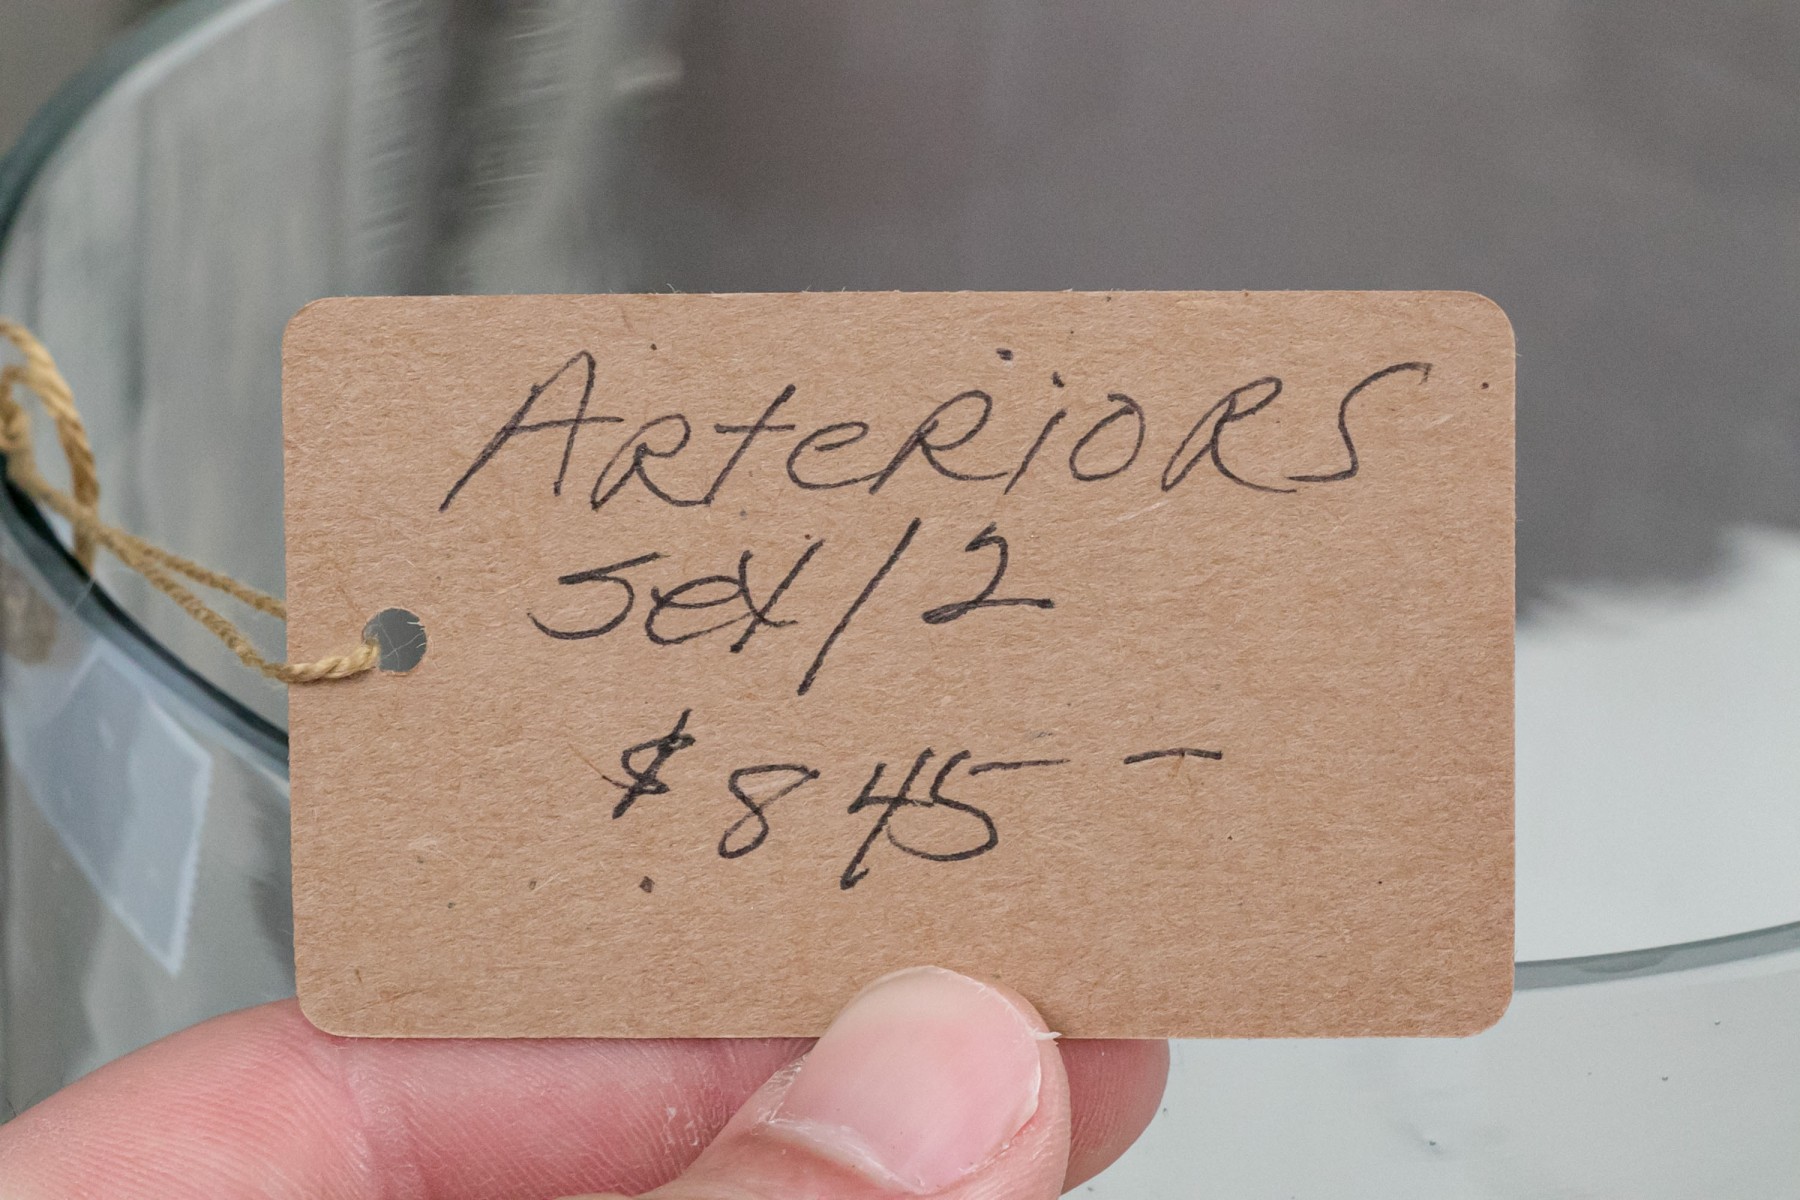 ArteRioRS
Set/2
$845 —